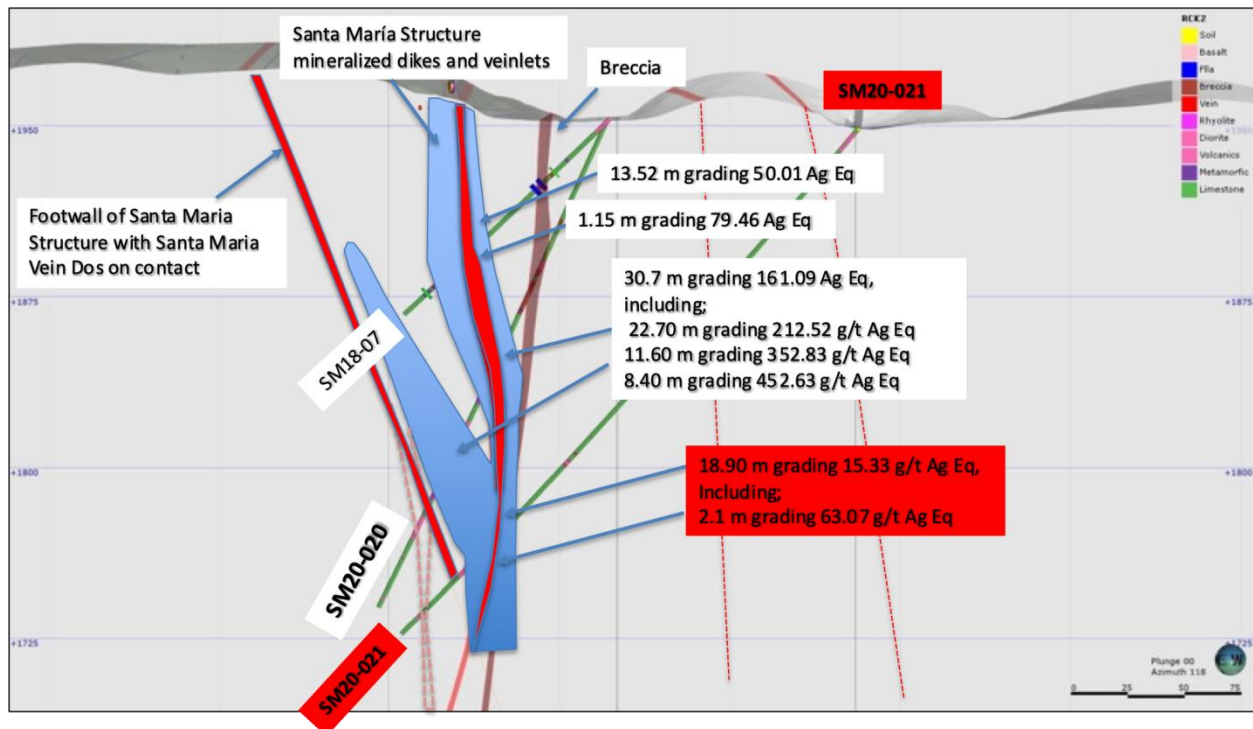 Santa María Structure
mineralized dikes and veinlets
Breccia
SM20-021
RCK2
Soil
Basalt
Flla
Breccia
Vein
Rhyolite
Diorite
Volcanics
Metamorfic
Limestone
+1950
+1950
13.52 m grading 50.01 Ag Eq
Footwall of Santa Maria
Structure with Santa Maria
Vein Dos on contact
1.15 m grading 79.46 Ag Eq
30.7 m grading 161.09 Ag Eq,
including;
22.70 m grading 212.52 g/t Ag Eq
11.60 m grading 352.83 g/t Ag Eq
8.40 m grading 452.63 g/t Ag Eq
+1875
+1875
SM18-07
18.90 m grading 15.33 g/t Ag Eq,
Including;
2.1 m grading 63.07 g/t Ag Eq
+1800
+1800
SM20-020
SM20-021
+1725
+1725
Plunge 00
Azimuth 118
E W
0 25 50 75